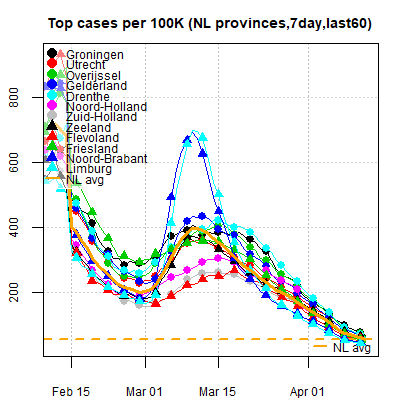 Top cases per 100K (NL provinces,7day,last60)
Groningen
Utrecht
Overijssel
Gelderland
Drenthe
Noord-Holland
Zuid-Holland
Zeeland
Flevoland
Friesland
Noord-Brabant
Limburg
NL avg
800
600
400
200
NL avg
Feb 15
Mar 01
Mar 15
Apr 01